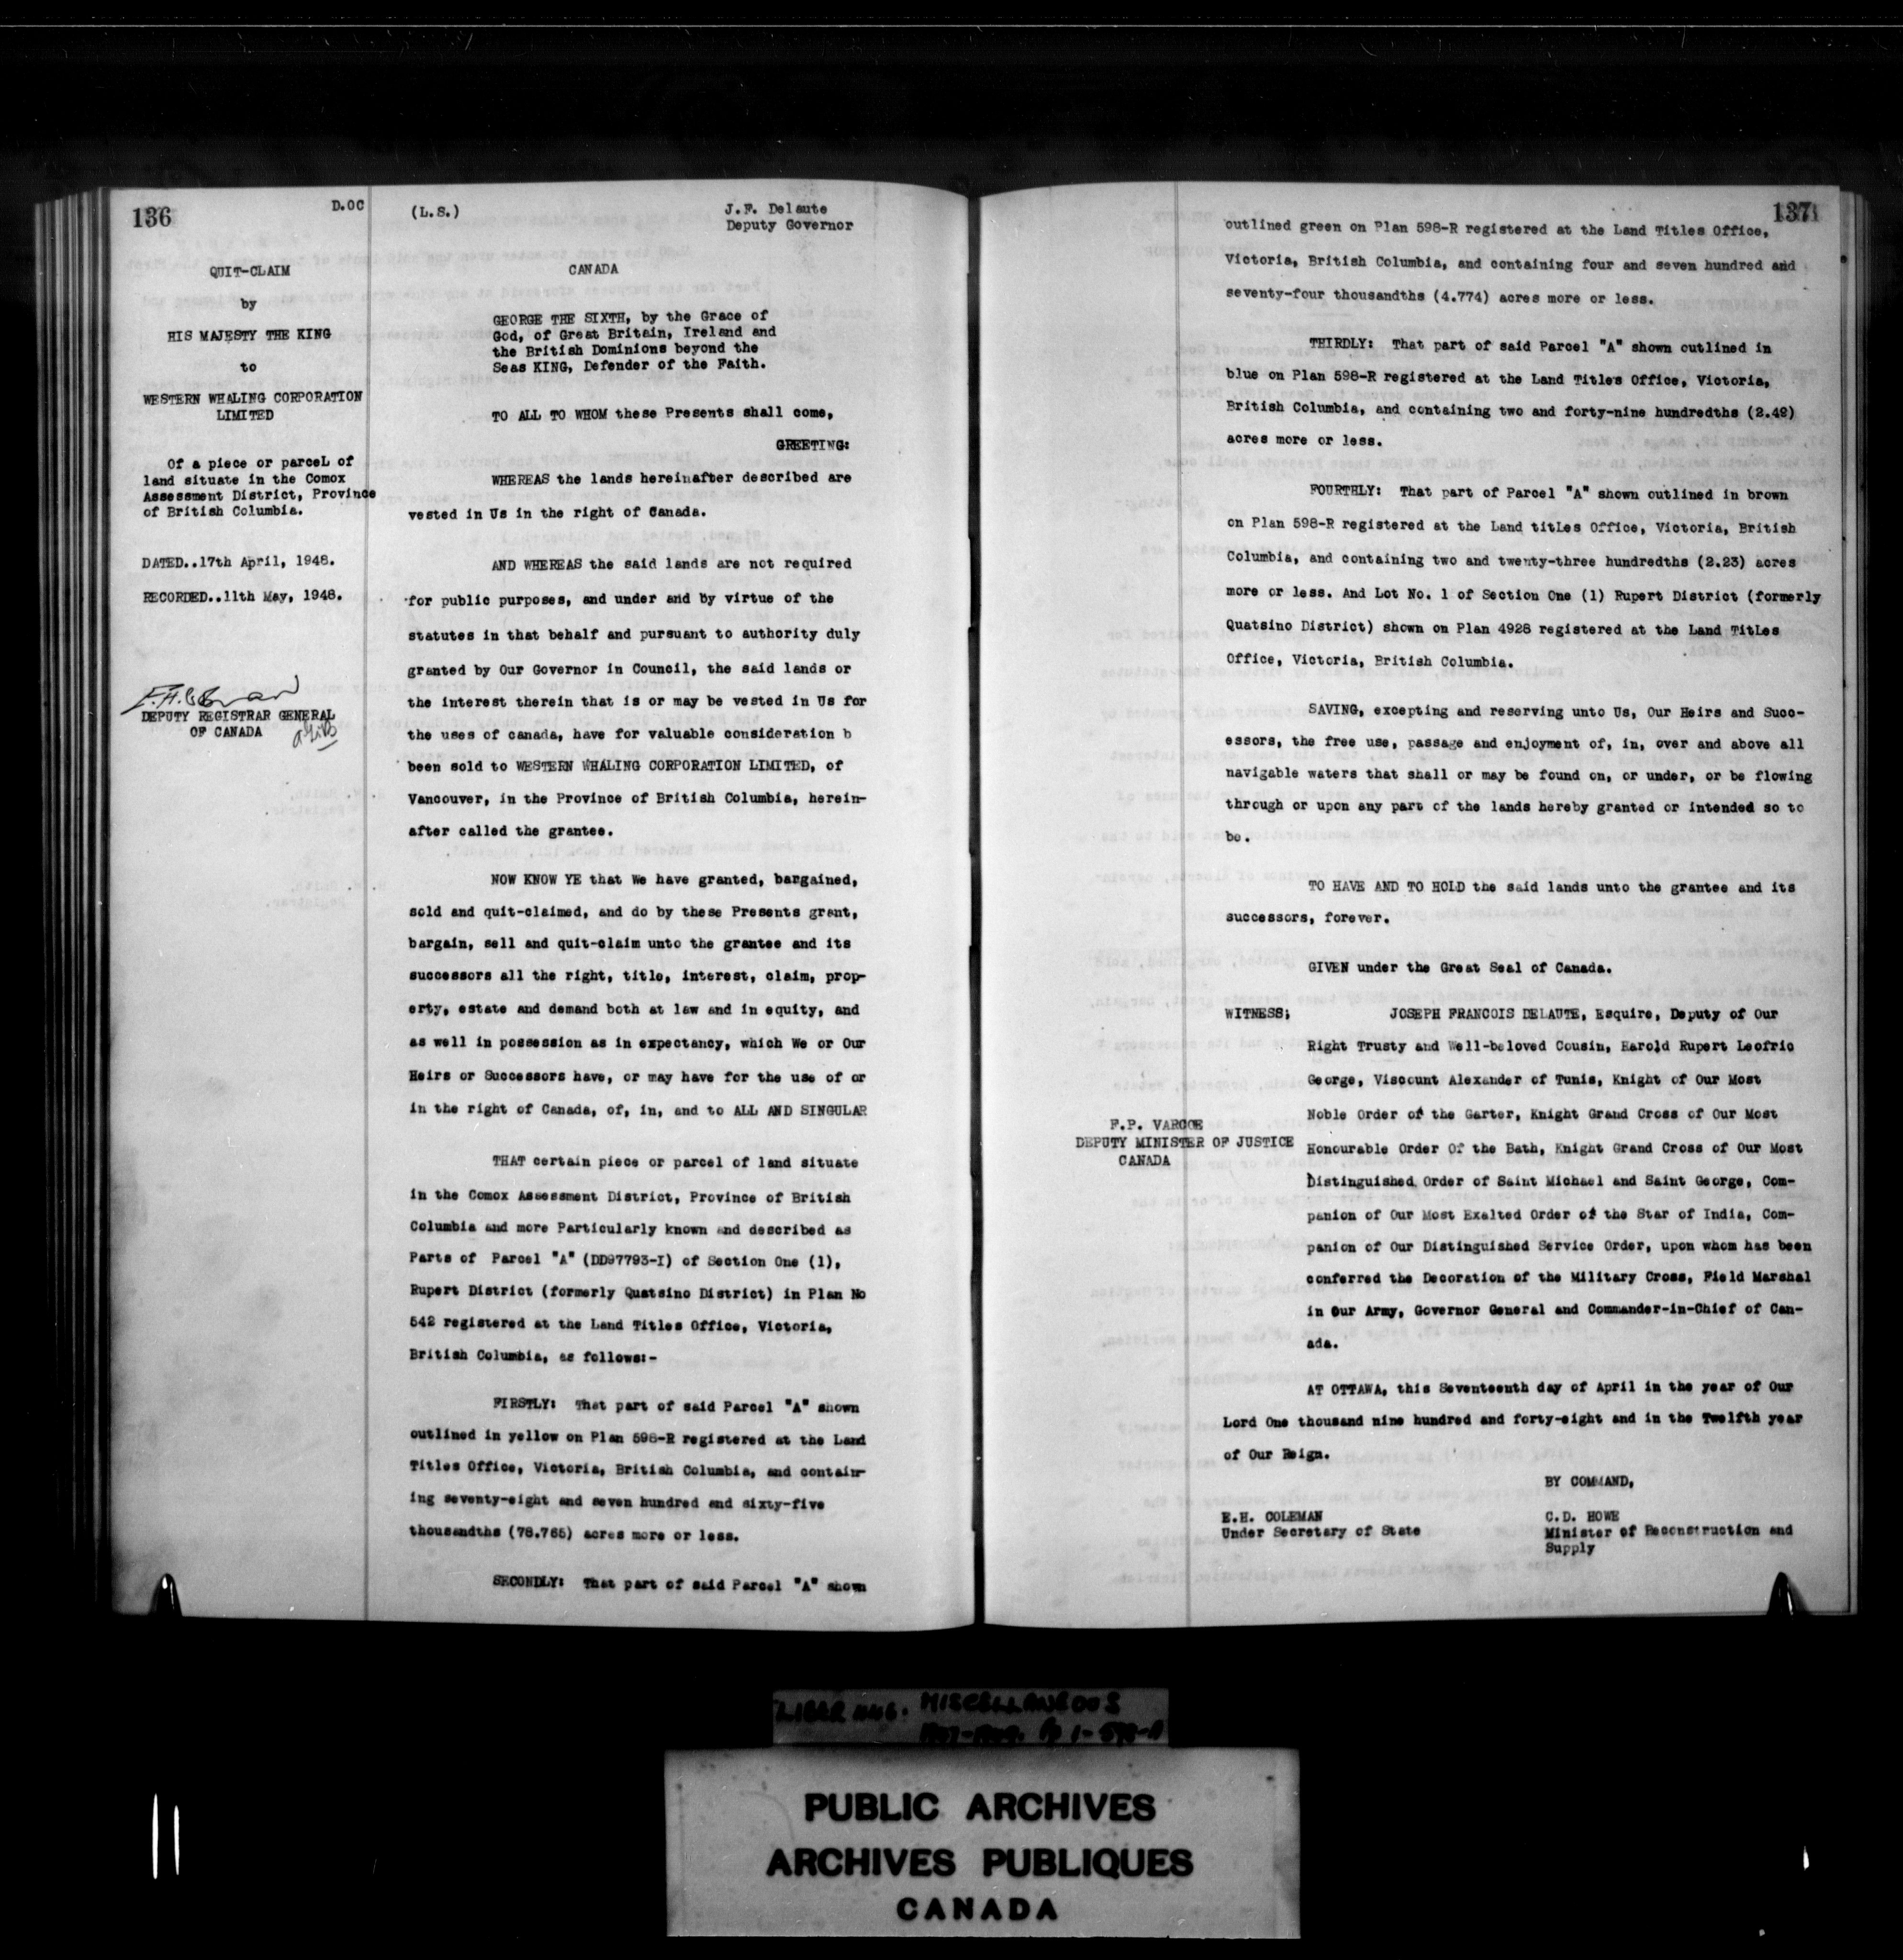 136
D.OC
QUIT-CLAIM
by
HIS MAJESTY THE KING
to
WESTERN WHALING CORPORATION
LIMITED
Of a piece or parceL of
land situate in the Comox
Assessment District, Province
of British Columbia.
DATED..17th April, 1948.
RECORDED..11th May, 1948.
DEPUTY REGISTRAR GENERAL
OF CANADA
(L.S.)
J.F. Delaute
Deputy Governor
CANADA
GEORGE THE SIXTH, by the Grace of
God, of Great Britain, Ireland and
the British Dominions beyond the
Seas KING, Defender of the Faith.
TO ALL TO WHOM these Presents shall come,
GREETING:
WHEREAS the lands hereinafter described are
vested in Us in the right of Canada.
AND WHEREAS the said lands are not required
for public purposes, and under and by virtue of the
statutes in that behalf and pursuant to authority duly
granted by Our Governor in Council, the said lands or
the interest therein that is or may be vested in Us for
the uses of canada, have for valuable consideration b
been sold to WESTERN WHALING CORPORATION LIMITED, of
Vancouver, in the Province of British Columbia, herein-
after called the grantee.
NOW KNOW YE that We have granted, bargained,
sold and quit-claimed, and do by these Presents grant,
bargain, sell and quit-claim unto the grantee and its
successors all the right, title, interest, claim, prop-
erty, estate and demand both at law and in equity, and
as well in possession as in expectancy, which We or Our
Heirs or Successors have, or may have for the use of or
in the right of Canada, of, in, and to ALL AND SINGULAR
THAT certain piece or parcel of land situate
in the Comox Assessment District, Province of British
Columbia and more Particularly known and described as
Parts of Parcel "A" (DD97793-I) of Section One (1),
Rupert District (formerly Quatsino District) in Plan No
542 registered at the Land Titles Office, Victoria,
British Columbia, as follows:-
FIRSTLY: That part of said Parcel "A" shown
outlined in yellow on Plan 598-R registered at the Land
Titles Office, Victoria, British Columbia, and contain-
ing seventy-eight and seven hundred and sixty-five
thousandths (78.765) acres more or less.
SECONDLY: That part of said Parcel "A" shown
137
outlined green on Plan 598-R registered at the Land Titles Office,
Victoria, British Columbia, and containing four and seven hundred and
seventy-four thousandths (4.774) acres more or less.
THIRDLY: That part of said Parcel "A" shown outlined in
blue on Plan 598-R registered at the Land Titles Office, Victoria,
British Columbia, and containing two and forty-nine hundredths (2.49)
acres more or less.
FOURTHLY: That part of Parcel "A" shown outlined in brown
on Plan 598-R registered at the Land titLes Office, Victoria, British
Columbia, and containing two and twenty-three hundredths (2.23) acres
more or less. And Lot No. 1 of Section One (1) Rupert District (formerly
Quatsino District) shown on Plan 4928 registered at the Land TitLes
Office, Victoria, British Columbia.
SAVING, excepting and reserving unto Us, Our Heirs and Succ-
essors, the free use, passage and enjoyment of, in, over and above all
navigable waters that shall or may be found on, or under, or be flowing
through or upon any part of the lands hereby granted or intended so to
be.
TO HAVE AND TO HOLD the said lands unto the grantee and its
successors, forever.
GIVEN under the Great Seal of Canada.
WITNESS; JOSEPH FRANCOIS DELAUTE, Esquire, Deputy of Our
Right Trusty and Well-beloved Cousin, Harold Rupert Leofric
George, Viscount Alexander of Tunis, Knight of Our Most
Noble Order of the Garter, Knight Grand Cross of Our Most
Honourable Order Of the Bath, Knight Grand Cross of Our Most
Distinguished Order of Saint Michael and Saint George, Com-
panion of Our Most Exalted Order of the Star of India, Com-
panion of Our Distinguished Service Order, upon whom has been
conferred the Decoration of the Military Cross, Field Marshal
in Our Army, Governor General and Commander-in-Chief of Can-
ada.
F.P. VARCOE
DEPUTY MINISTER OF JUSTICE
CANADA
AT OTTAWA, this Seventeenth day of April in the year of Our
Lord One thousand nine hundred and forty-eight and in the Twelfth year
of Our Reign.
BY COMMAND,
E.H. COLEMAN
Under Secretary of State
C.D. HOWE
Minister of Reconstruction and
Supply
MISCELLANEOUS
PUBLIC ARCHIVES
ARCHIVES PUBLIQUES
CANADA